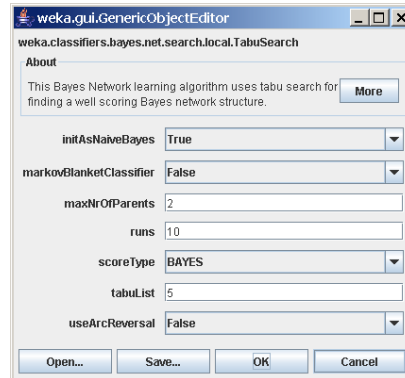 weka.gui.GenericObjectEditor
weka.classifiers.bayes.net.search.local.TabuSearch
About
This Bayes Network learning algorithm uses tabu search for
finding a well scoring Bayes network structure.
More
initAsNaiveBayes True
markovBlanketClassifier False
maxNrOfParents 2
runs 10
scoreType BAYES
tabuList 5
useArcReversal False
Open... Save... OK Cancel